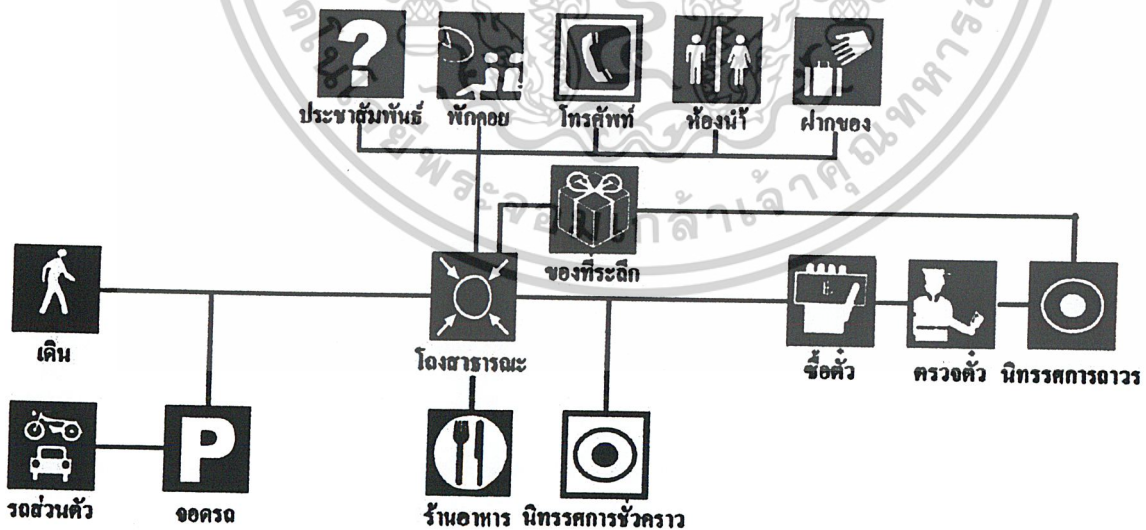 ประชาสัมพันธ์ พักคอย โทรศัพท์ ห้องน้ำ ฝากของ
ของที่ระลึก
เดิน โถงสาธารณะ ซื้อตั๋ว ตรวจตั๋ว นิทรรศการถาวร
P
รถส่วนตัว จอดรถ ร้านอาหาร นิทรรศการชั่วคราว